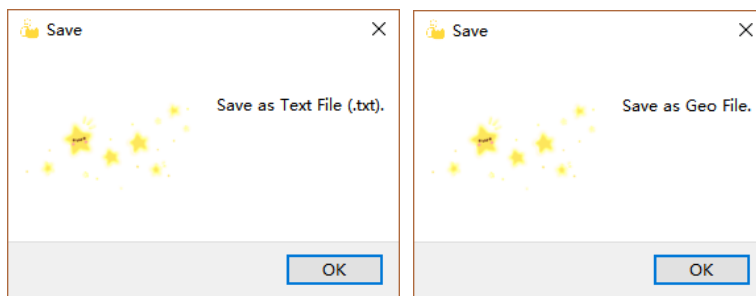 Save
Save as Text File (.txt).
OK
Save
Save as Geo File.
OK